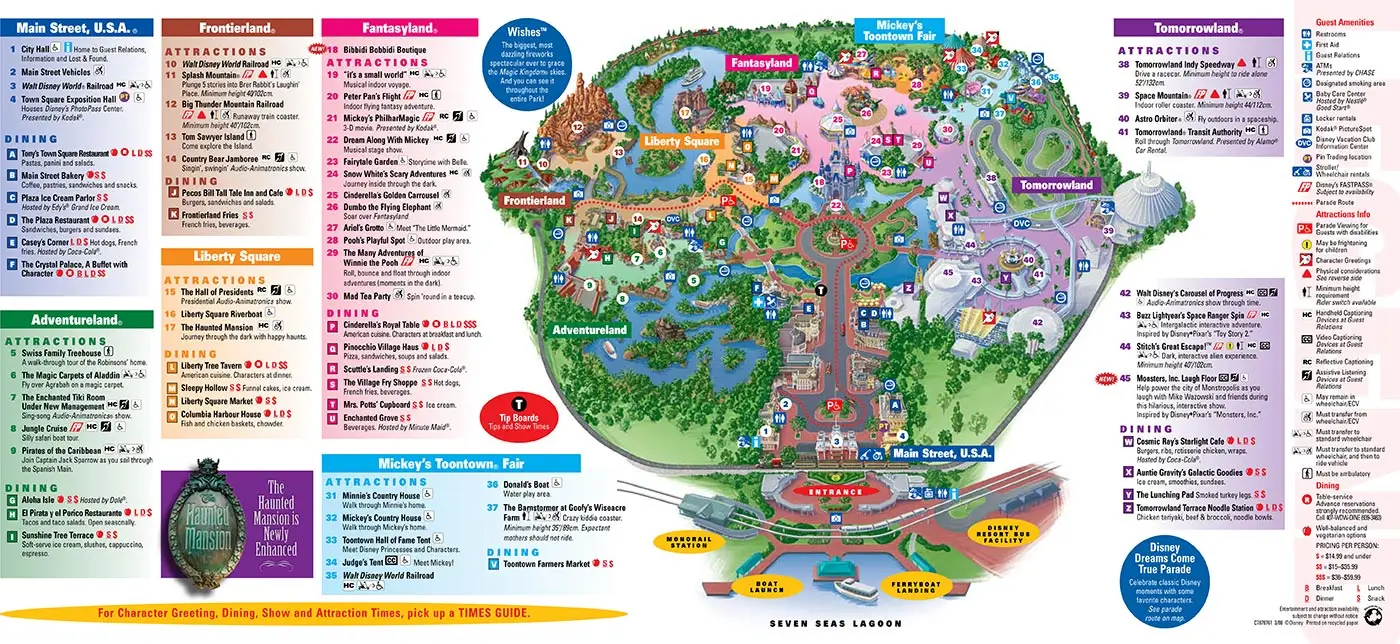 Main Street, U.S.A.®
1 City Hall Home to Guest Relations,
Information and Lost & Found.
2 Main Street Vehicles
3 Walt Disney World® Railroad HC
4 Town Square Exposition Hall
Houses Disney's PhotoPass Center.
Presented by Kodak®.
DINING
A Tony's Town Square Restaurant L D $$
Pastas, panini and salads.
B Main Street Bakery $ $
Coffee, pastries, sandwiches and snacks.
C Plaza Ice Cream Parlor $ $
Hosted by Edy's® Grand Ice Cream.
D The Plaza Restaurant L D $
Sandwiches, burgers and sundaes.
E Casey's Corner L D $ Hot dogs, French
fries. Hosted by Coca-Cola®.
F The Crystal Palace, A Buffet with
Character B L D $$
Adventureland®
ATTRACTIONS
5 Swiss Family Treehouse
A walk-through tour of the Robinsons' home.
6 The Magic Carpets of Aladdin
Fly over Agrabah on a magic carpet.
7 The Enchanted Tiki Room
Under New Management HC
Sing-song Audio-Animatronics® show.
8 Jungle Cruise HC
Silly safari boat tour.
9 Pirates of the Caribbean HC
Join Captain Jack Sparrow as you sail through
the Spanish Main.
DINING
G Aloha Isle $ $ Hosted by Dole®.
H El Pirata y el Perico Restaurante L D $
Tacos and taco salads. Open seasonally.
I Sunshine Tree Terrace $ $
Soft-serve ice cream, slushes, cappuccino,
espresso.
Frontierland®
ATTRACTIONS
10 Walt Disney World Railroad HC
11 Splash Mountain®
Plunge 5 stories into Brer Rabbit's Laughin'
Place. Minimum height 40"/102cm.
12 Big Thunder Mountain Railroad
Runaway train coaster.
Minimum height 40"/102cm.
13 Tom Sawyer Island
Come explore the Island.
14 Country Bear Jamboree RC
Singin', swingin' Audio-Animatronics show.
DINING
J Pecos Bill Tall Tale Inn and Cafe L D $
Burgers, sandwiches and salads.
K Frontierland Fries $ $
French fries, beverages.
Liberty Square
ATTRACTIONS
15 The Hall of Presidents RC
Presidential Audio-Animatronics show.
16 Liberty Square Riverboat
17 The Haunted Mansion HC
Journey through the dark with happy haunts.
DINING
L Liberty Tree Tavern L D $$
American cuisine. Characters at dinner.
M Sleepy Hollow $ $ Funnel cakes, ice cream.
N Liberty Square Market $ $
O Columbia Harbour House L D $
Fish and chicken baskets, chowder.
The
Haunted
Mansion
The
Haunted
Mansion is
Newly
Enhanced
Fantasyland®
NEW! 18 Bibbidi Bobbidi Boutique
ATTRACTIONS
19 "it's a small world" HC
Musical indoor voyage.
20 Peter Pan's Flight HC
Indoor flying fantasy adventure.
21 Mickey's PhilharMagic RC
3-D movie. Presented by Kodak®.
22 Dream Along With Mickey
Musical stage show.
23 Fairytale Garden Storytime with Belle.
24 Snow White's Scary Adventures HC
Journey inside through the dark.
25 Cinderella's Golden Carrousel
26 Dumbo the Flying Elephant
Soar over Fantasyland.
27 Ariel's Grotto Meet "The Little Mermaid."
28 Pooh's Playful Spot Outdoor play area.
29 The Many Adventures of
Winnie the Pooh HC
Roll, bounce and float through indoor
adventures (moments in the dark).
30 Mad Tea Party Spin 'round in a teacup.
DINING
P Cinderella's Royal Table B L D $$$
American cuisine. Characters at breakfast and lunch.
Q Pinocchio Village Haus L D $
Pizza, sandwiches, soups and salads.
R Scuttle's Landing $ $ Frozen Coca-Cola®.
S The Village Fry Shoppe $ $ Hot dogs,
French fries, beverages.
T Mrs. Potts' Cupboard $ $ Ice cream.
U Enchanted Grove $ $
Beverages. Hosted by Minute Maid®.
Mickey's Toontown® Fair
ATTRACTIONS
31 Minnie's Country House
Walk through Minnie's home.
32 Mickey's Country House
Walk through Mickey's home.
33 Toontown Hall of Fame Tent
Meet Disney Princesses and Characters.
34 Judge's Tent CC Meet Mickey!
35 Walt Disney World Railroad
HC
36 Donald's Boat
Water play area.
37 The Barnstormer at Goofy's Wiseacre
Farm Crazy kiddie coaster.
Minimum height 35"/89cm. Expectant
mothers should not ride.
DINING
V Toontown Farmers Market $ $
For Character Greeting, Dining, Show and Attraction Times, pick up a TIMES GUIDE.
Wishes™
The biggest, most
dazzling fireworks
spectacular ever to grace
the Magic Kingdom® skies.
And you can see it
throughout the
entire Park!
T
Tip Boards
Tips and Show Times
Mickey's
Toontown Fair
Fantasyland
Liberty Square
Frontierland
Tomorrowland
Adventureland
Main Street, U.S.A.
ENTRANCE
MONORAIL
STATION
BOAT
LAUNCH
FERRYBOAT
LANDING
DISNEY
RESORT BUS
FACILITY
SEVEN SEAS LAGOON
Tomorrowland®
ATTRACTIONS
38 Tomorrowland Indy Speedway
Drive a racecar. Minimum height to ride alone
52"/132cm.
39 Space Mountain®
Indoor roller coaster. Minimum height 44"/112cm.
40 Astro Orbiter® Fly outdoors in a spaceship.
41 Tomorrowland® Transit Authority HC
Roll through Tomorrowland. Presented by Alamo®
Car Rental.
42 Walt Disney's Carousel of Progress HC CC
Audio-Animatronics show through time.
43 Buzz Lightyear's Space Ranger Spin HC
Intergalactic interactive adventure.
Inspired by Disney•Pixar's "Toy Story 2."
44 Stitch's Great Escape!™ HC CC
Dark, interactive alien experience.
Minimum height 40"/102cm.
NEW! 45 Monsters, Inc. Laugh Floor CC
Help power the city of Monstropolis as you
laugh with Mike Wazowski and friends during
this hilarious, interactive show.
Inspired by Disney•Pixar's "Monsters, Inc."
DINING
W Cosmic Ray's Starlight Cafe L D $
Burgers, ribs, rotisserie chicken, wraps.
Hosted by Coca-Cola®.
X Auntie Gravity's Galactic Goodies $ $
Ice cream, smoothies, sundaes.
Y The Lunching Pad Smoked turkey legs. $ $
Z Tomorrowland Terrace Noodle Station L D $
Chicken teriyaki, beef & broccoli, noodle bowls.
Disney
Dreams Come
True Parade
Celebrate classic Disney
moments with some
favorite characters.
See parade
route on map.
Guest Amenities
Restrooms
First Aid
Guest Relations
ATMs
Presented by CHASE
Designated smoking area
Baby Care Center
Hosted by Nestlé®
Good Start®
Locker rentals
Kodak® PictureSpot
DVC Disney Vacation Club
Information Center
Pin Trading location
Stroller/
Wheelchair rentals
Disney's FASTPASS®
Subject to availability
Parade Route
Attractions Info
Parade Viewing for
Guests with disabilities
May be frightening
for children
Character Greetings
Physical considerations
See reverse side
Minimum height
requirement
Rider switch available
HC Handheld Captioning
Devices at Guest
Relations
CC Video Captioning
Devices at Guest
Relations
RC Reflective Captioning
Assistive Listening
Devices at Guest
Relations
May remain in
wheelchair/ECV
Must transfer from
wheelchair/ECV
Must transfer to
standard wheelchair
Must transfer to standard
wheelchair, and then to
ride vehicle
Must be ambulatory
Dining
Table-service
Advance reservations
strongly recommended.
Call 407-WDW-DINE (939-3463)
Well-balanced and
vegetarian options
PRICING PER PERSON:
$ = $14.99 and under
$$ = $15–$35.99
$$$ = $36–$59.99
B Breakfast L Lunch
D Dinner S Snack
Entertainment and attraction availability
subject to change without notice.
©Disney Printed on recycled paper